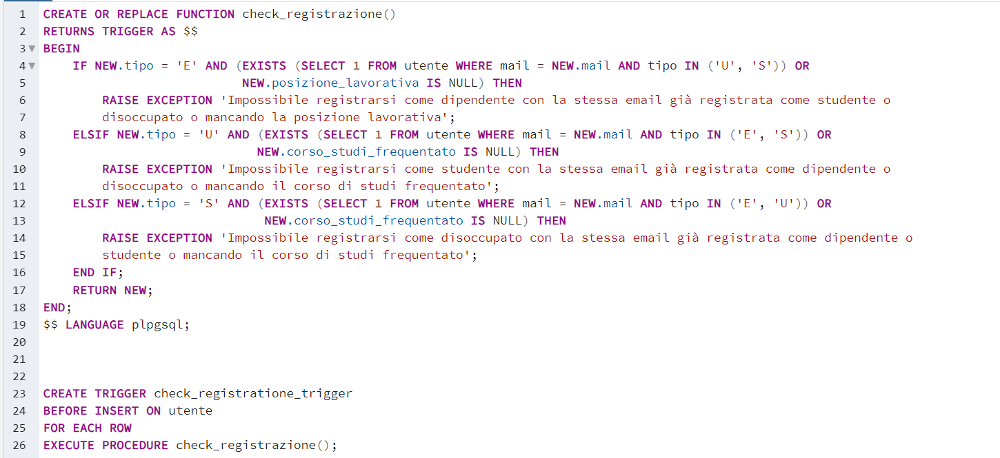 1 CREATE OR REPLACE FUNCTION check_registrazione()
2 RETURNS TRIGGER AS $$
3 BEGIN
4 IF NEW.tipo = 'E' AND (EXISTS (SELECT 1 FROM utente WHERE mail = NEW.mail AND tipo IN ('U', 'S')) OR
5 NEW.posizione_lavorativa IS NULL) THEN
6 RAISE EXCEPTION 'Impossibile registrarsi come dipendente con la stessa email già registrata come studente o
7 disoccupato o mancando la posizione lavorativa';
8 ELSIF NEW.tipo = 'U' AND (EXISTS (SELECT 1 FROM utente WHERE mail = NEW.mail AND tipo IN ('E', 'S')) OR
9 NEW.corso_studi_frequentato IS NULL) THEN
10 RAISE EXCEPTION 'Impossibile registrarsi come studente con la stessa email già registrata come dipendente o
11 disoccupato o mancando il corso di studi frequentato';
12 ELSIF NEW.tipo = 'S' AND (EXISTS (SELECT 1 FROM utente WHERE mail = NEW.mail AND tipo IN ('E', 'U')) OR
13 NEW.corso_studi_frequentato IS NULL) THEN
14 RAISE EXCEPTION 'Impossibile registrarsi come disoccupato con la stessa email già registrata come dipendente o
15 studente o mancando il corso di studi frequentato';
16 END IF;
17 RETURN NEW;
18 END;
19 $$ LANGUAGE plpgsql;
20
21
22
23 CREATE TRIGGER check_registratione_trigger
24 BEFORE INSERT ON utente
25 FOR EACH ROW
26 EXECUTE PROCEDURE check_registrazione();